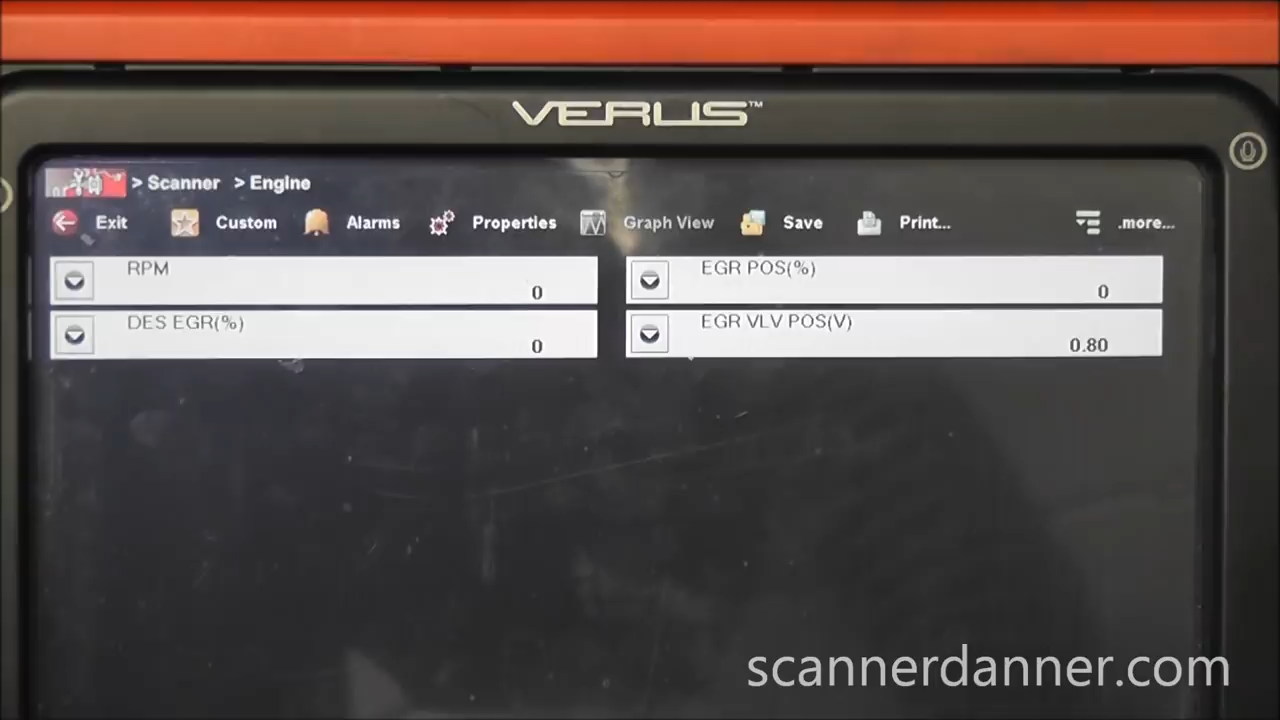 VERUS™
> Scanner > Engine
Exit Custom Alarms Properties Graph View Save Print... .more...
RPM 0 EGR POS(%) 0
DES EGR(%) 0 EGR VLV POS(V) 0.80
scannerdanner.com